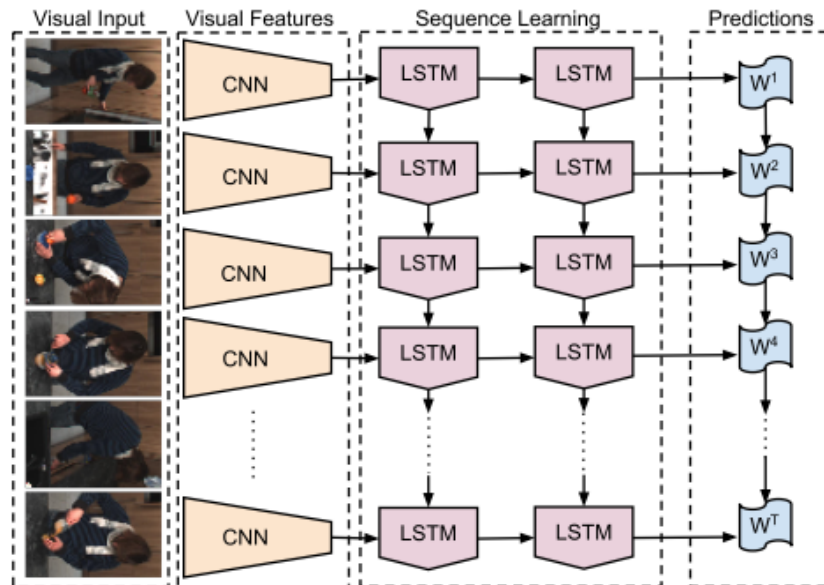 Visual Input Visual Features Sequence Learning Predictions
CNN LSTM LSTM W¹
CNN LSTM LSTM W²
CNN LSTM LSTM W³
CNN LSTM LSTM W⁴
CNN LSTM LSTM Wᵀ